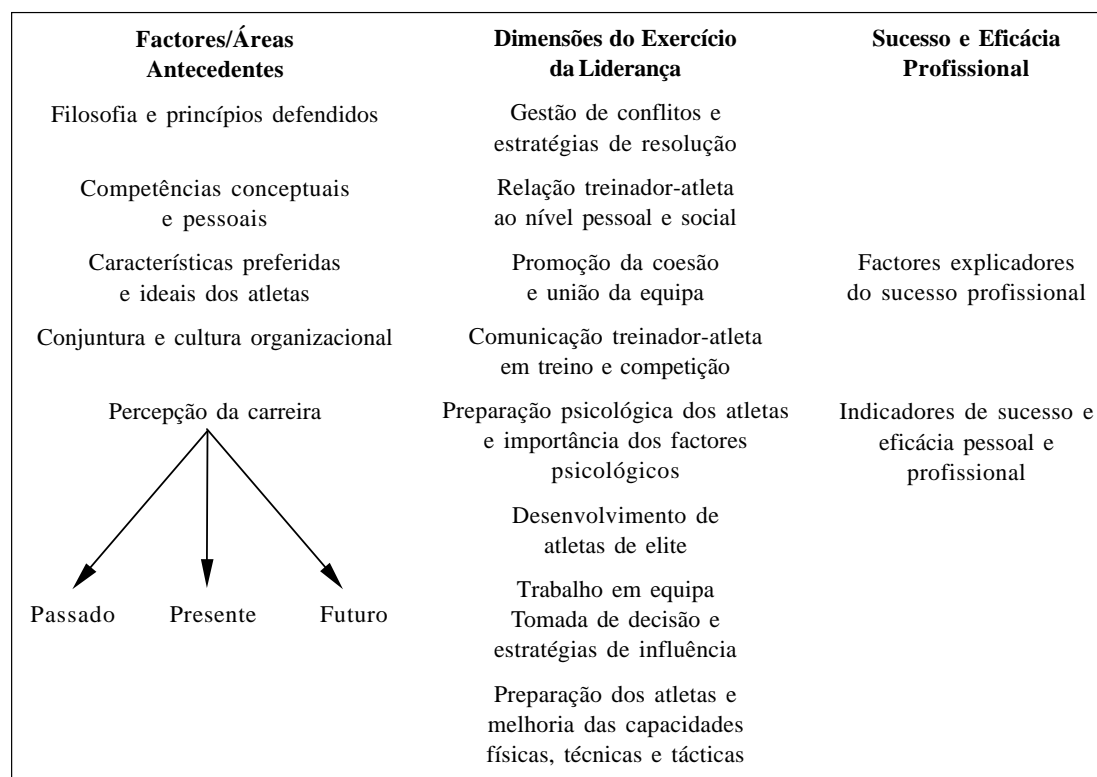 Factores/Áreas
Antecedentes
Filosofia e princípios defendidos
Competências conceptuais
e pessoais
Características preferidas
e ideais dos atletas
Conjuntura e cultura organizacional
Percepção da carreira
Passado
Presente
Futuro
Dimensões do Exercício
da Liderança
Gestão de conflitos e
estratégias de resolução
Relação treinador-atleta
ao nível pessoal e social
Promoção da coesão
e união da equipa
Comunicação treinador-atleta
em treino e competição
Preparação psicológica dos atletas
e importância dos factores
psicológicos
Desenvolvimento de
atletas de elite
Trabalho em equipa
Tomada de decisão e
estratégias de influência
Preparação dos atletas e
melhoria das capacidades
físicas, técnicas e tácticas
Sucesso e Eficácia
Profissional
Factores explicadores
do sucesso profissional
Indicadores de sucesso e
eficácia pessoal e
profissional